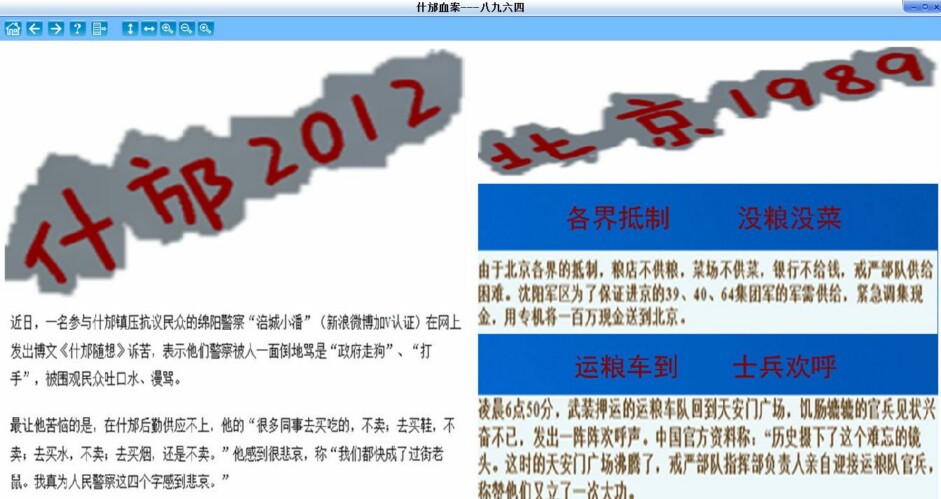 什邡血案---八九六四
什邡2012
近日，一名参与什邡镇压抗议民众的绵阳警察“涪城小潘”（新浪微博加V认证）在网上
发出博文《什邡随想》诉苦，表示他们警察被人一面倒地骂是“政府走狗”、“打
手”，被围观民众吐口水、漫骂。
最让他苦恼的是，在什邡后勤供应不上，他的“很多同事去买吃的，不卖；去买鞋，不
卖；去买水，不卖；去买烟，还是不卖。”他感到很悲哀，称“我们都快成了过街老
鼠。我真为人民警察这四个字感到悲哀。”
北京1989
各界抵制 没粮没菜
由于北京各界的抵制，粮店不供粮，菜场不供菜，银行不给钱，戒严部队供给
困难。沈阳军区为了保证进京的39、40、64集团军的军需供给，紧急调集现
金，用专机将一百万现金送到北京。
运粮车到 士兵欢呼
凌晨6点50分，武装押运的运粮车队回到天安门广场，饥肠辘辘的官兵见状兴
奋不已，发出一阵阵欢呼声。中国官方资料称：“历史摄下了这个难忘的镜
头。这时的天安门广场沸腾了，戒严部队指挥部负责人亲自迎接运粮队官兵，
称赞他们又立了一次大功。